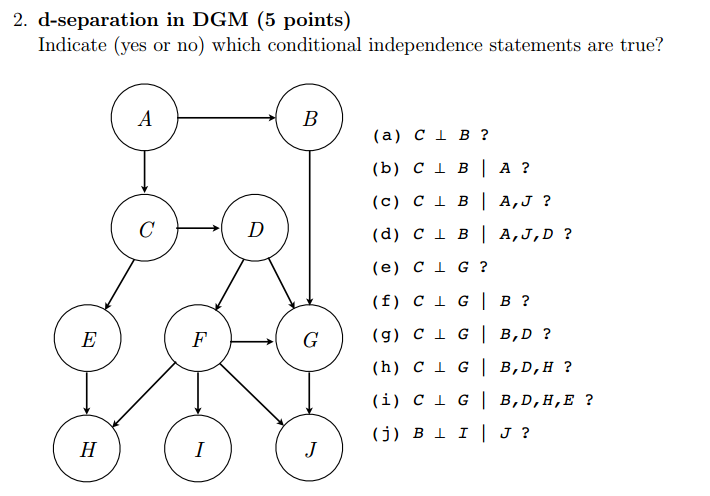 2. d-separation in DGM (5 points)
Indicate (yes or no) which conditional independence statements are true?
A
B
(a) C ⊥ B ?
(b) C ⊥ B | A ?
(c) C ⊥ B | A,J ?
C
D
(d) C ⊥ B | A,J,D ?
(e) C ⊥ G ?
(f) C ⊥ G | B ?
E
F
G
(g) C ⊥ G | B,D ?
(h) C ⊥ G | B,D,H ?
(i) C ⊥ G | B,D,H,E ?
(j) B ⊥ I | J ?
H
I
J